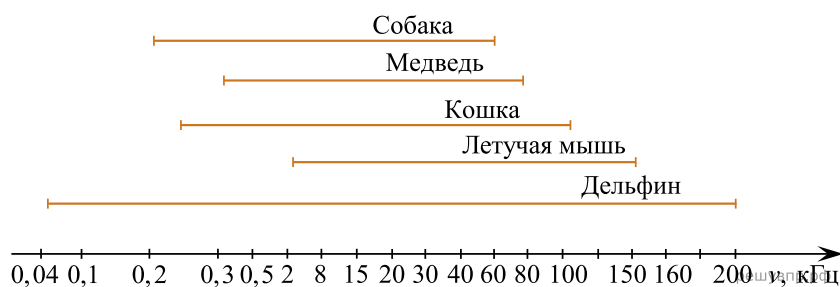 Собака
Медведь
Кошка
Летучая мышь
Дельфин
0,04 0,1 0,2 0,3 0,5 2 8 15 20 30 40 60 80 100 150 160 200 ν, кГц